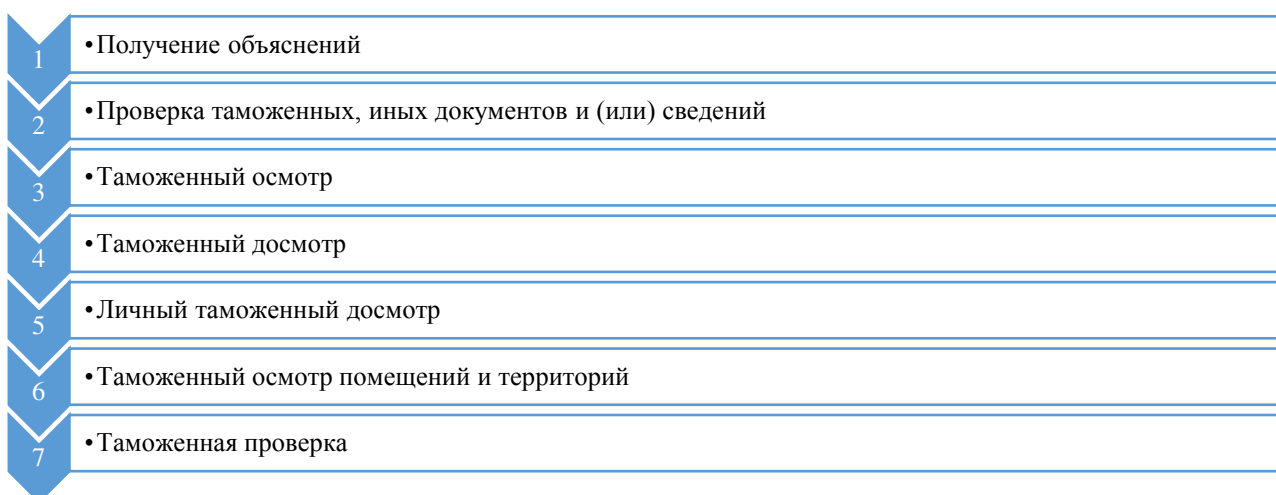 1
•Получение объяснений
2
•Проверка таможенных, иных документов и (или) сведений
3
•Таможенный осмотр
4
•Таможенный досмотр
5
•Личный таможенный досмотр
6
•Таможенный осмотр помещений и территорий
7
•Таможенная проверка